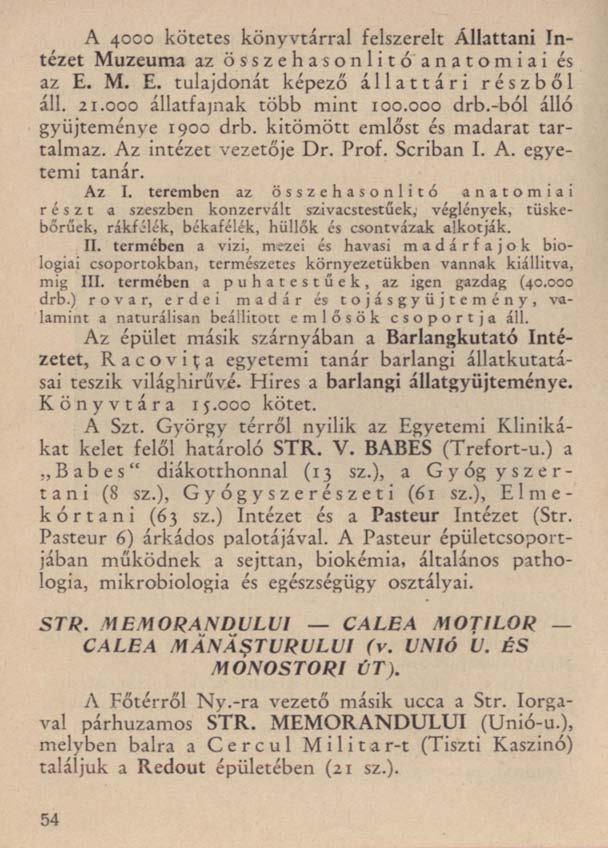 A 4000 kötetes könyvtárral felszerelt Állattani In-
tézet Muzeuma az összehasonlitó anatomiai és
az E. M. E. tulajdonát képező állattári részből
áll. 21.000 állatfajnak több mint 100.000 drb.-ból álló
gyüjteménye 1900 drb. kitömött emlőst és madarat tar-
talmaz. Az intézet vezetője Dr. Prof. Scriban I. A. egye-
temi tanár.
Az I. teremben az összehasonlitó anatomiai
részt a szeszben konzervált szivacstestűek, véglények, tüske-
bőrűek, rákfélék, békafélék, hüllők és csontvázak alkotják.
II. termében a vizi, mezei és havasi madárfajok bio-
logiai csoportokban, természetes környezetükben vannak kiállitva,
mig III. termében a puhatestűek, az igen gazdag (40.000
drb.) rovar, erdei madár és tojásgyüjtemény, va-
lamint a naturálisan beállitott emlősök csoportja áll.
Az épület másik szárnyában a Barlangkutató Inté-
zetet, Racoviţa egyetemi tanár barlangi állatkutatá-
sai teszik világhirűvé. Hires a barlangi állatgyüjteménye.
Könyvtára 15.000 kötet.
A Szt. György térről nyilik az Egyetemi Kliniká-
kat kelet felől határoló STR. V. BABES (Trefort-u.) a
„Babes“ diákotthonnal (13 sz.), a Gyógyszer-
tani (8 sz.), Gyógyszerészeti (61 sz.), Elme-
kórtani (63 sz.) Intézet és a Pasteur Intézet (Str.
Pasteur 6) árkádos palotájával. A Pasteur épületcsoport-
jában működnek a sejttan, biokémia, általános patho-
logia, mikrobiologia és egészségügy osztályai.
STR. MEMORANDULUI — CALEA MOŢILOR —
CALEA MĂNĂŞTURULUI (v. UNIÓ U. ÉS
MONOSTORI ÚT).
A Főtérről Ny.-ra vezető másik ucca a Str. Iorga-
val párhuzamos STR. MEMORANDULUI (Unió-u.),
melyben balra a Cercul Militar-t (Tiszti Kaszinó)
találjuk a Redout épületében (21 sz.).
54